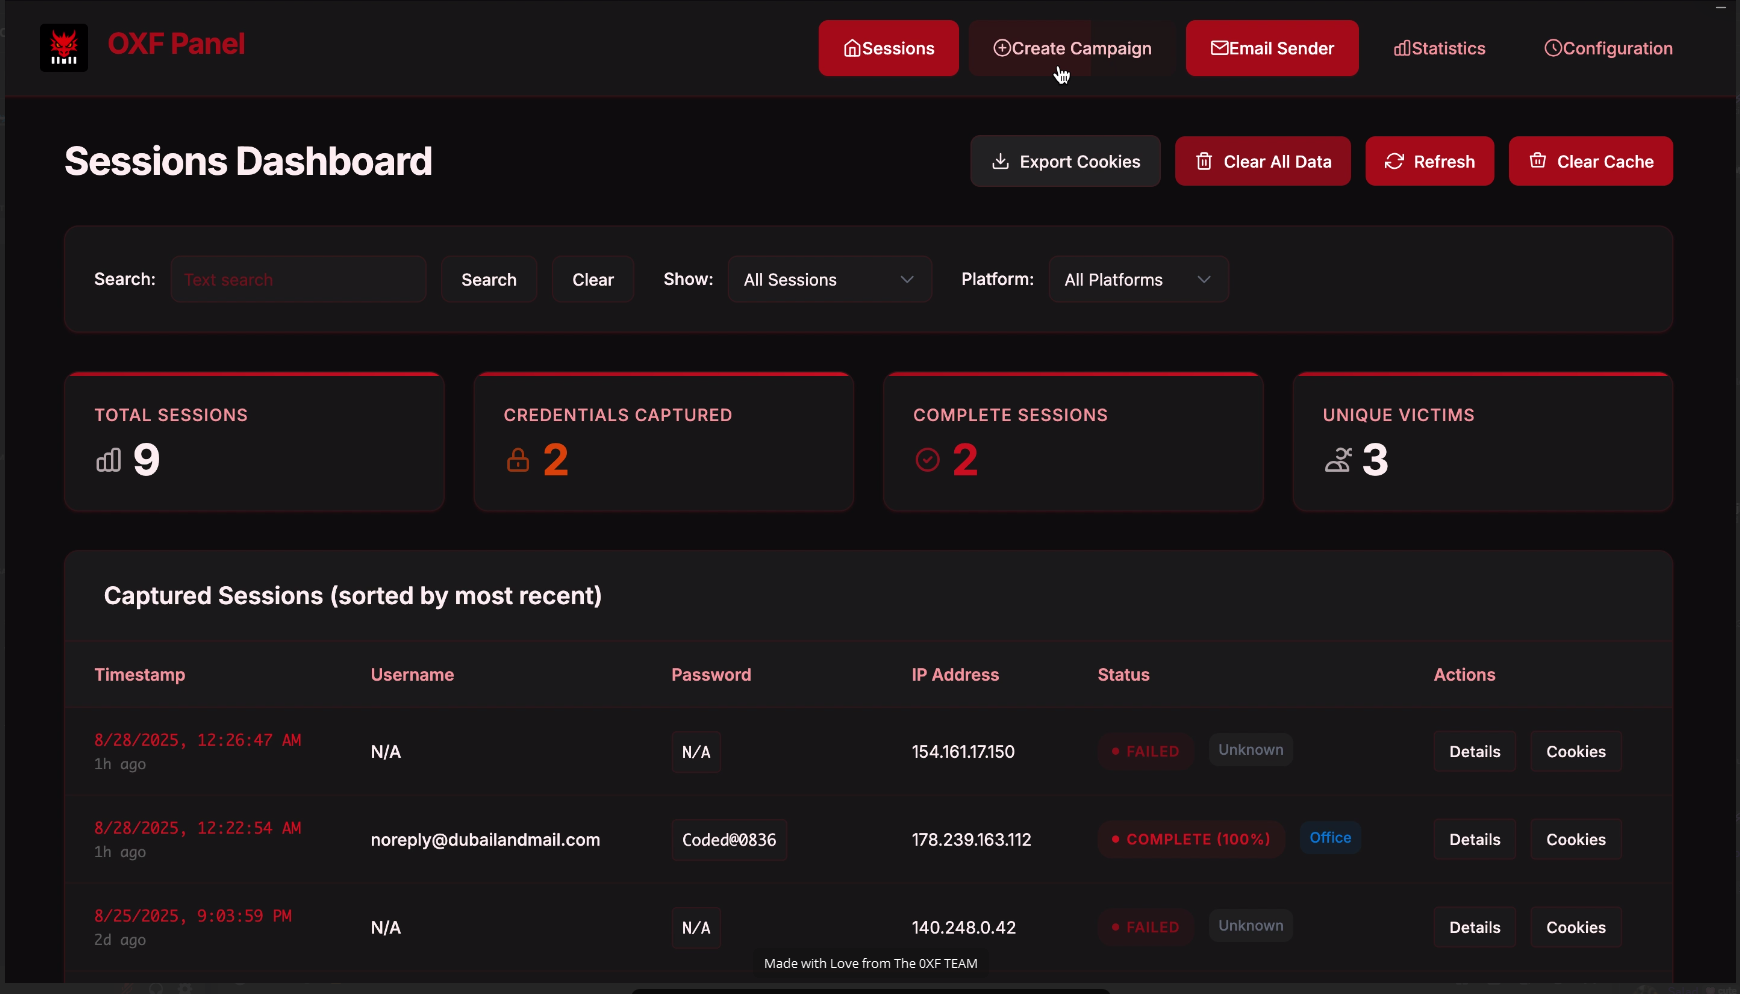 OXF Panel
Sessions
Create Campaign
Email Sender
Statistics
Configuration
Sessions Dashboard
Export Cookies
Clear All Data
Refresh
Clear Cache
Search:
Text search
Search
Clear
Show:
All Sessions
Platform:
All Platforms
TOTAL SESSIONS
9
CREDENTIALS CAPTURED
2
COMPLETE SESSIONS
2
UNIQUE VICTIMS
3
Captured Sessions (sorted by most recent)
Timestamp Username Password IP Address Status Actions
8/28/2025, 12:26:47 AM
1h ago
N/A N/A 154.161.17.150 FAILED Unknown Details Cookies
8/28/2025, 12:22:54 AM
1h ago
noreply@dubailandmail.com Coded@0836 178.239.163.112 COMPLETE (100%) Office Details Cookies
8/25/2025, 9:03:59 PM
2d ago
N/A N/A 140.248.0.42 FAILED Unknown Details Cookies
Made with Love from The 0XF TEAM